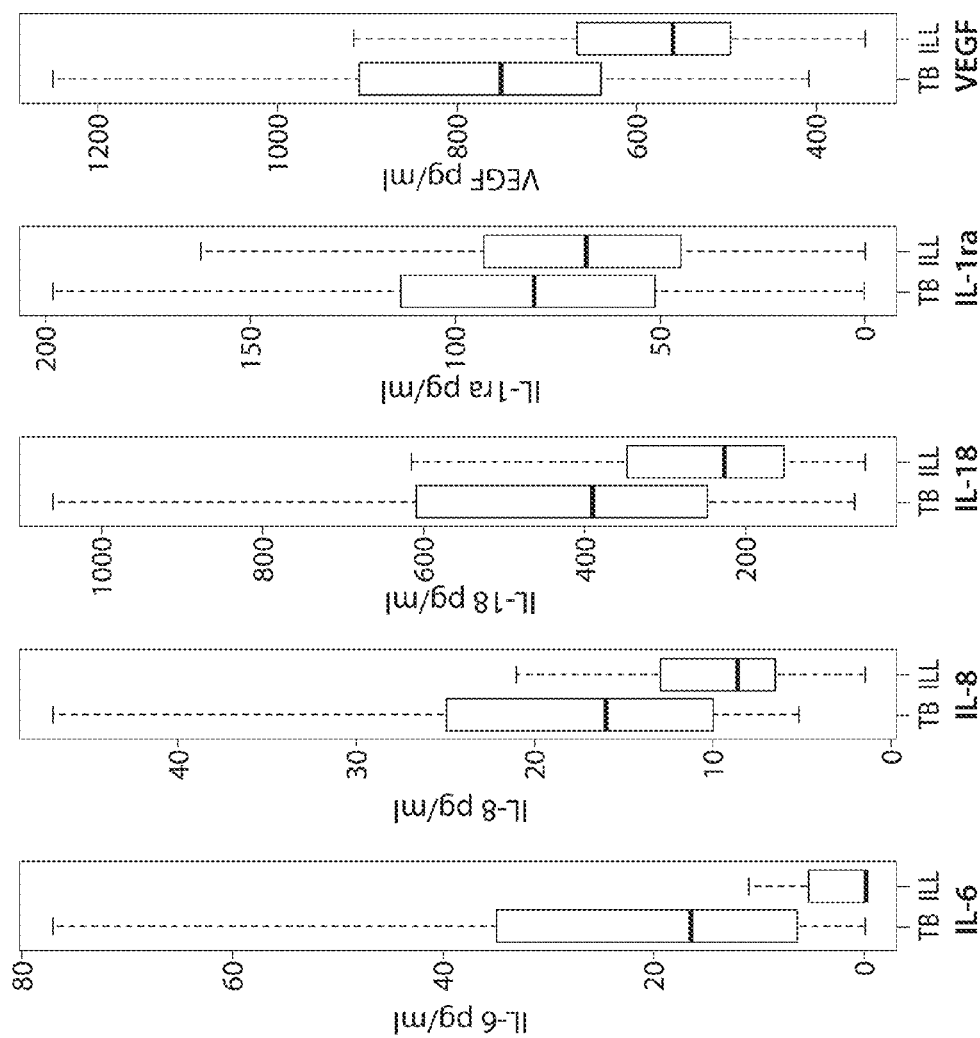 IL-6 pg/ml
80
60
40
20
0
TB ILL
IL-6
IL-8 pg/ml
40
30
20
10
0
TB ILL
IL-8
IL-18 pg/ml
1000
800
600
400
200
TB ILL
IL-18
IL-1ra pg/ml
200
150
100
50
0
TB ILL
IL-1ra
VEGF pg/ml
1200
1000
800
600
400
TB ILL
VEGF